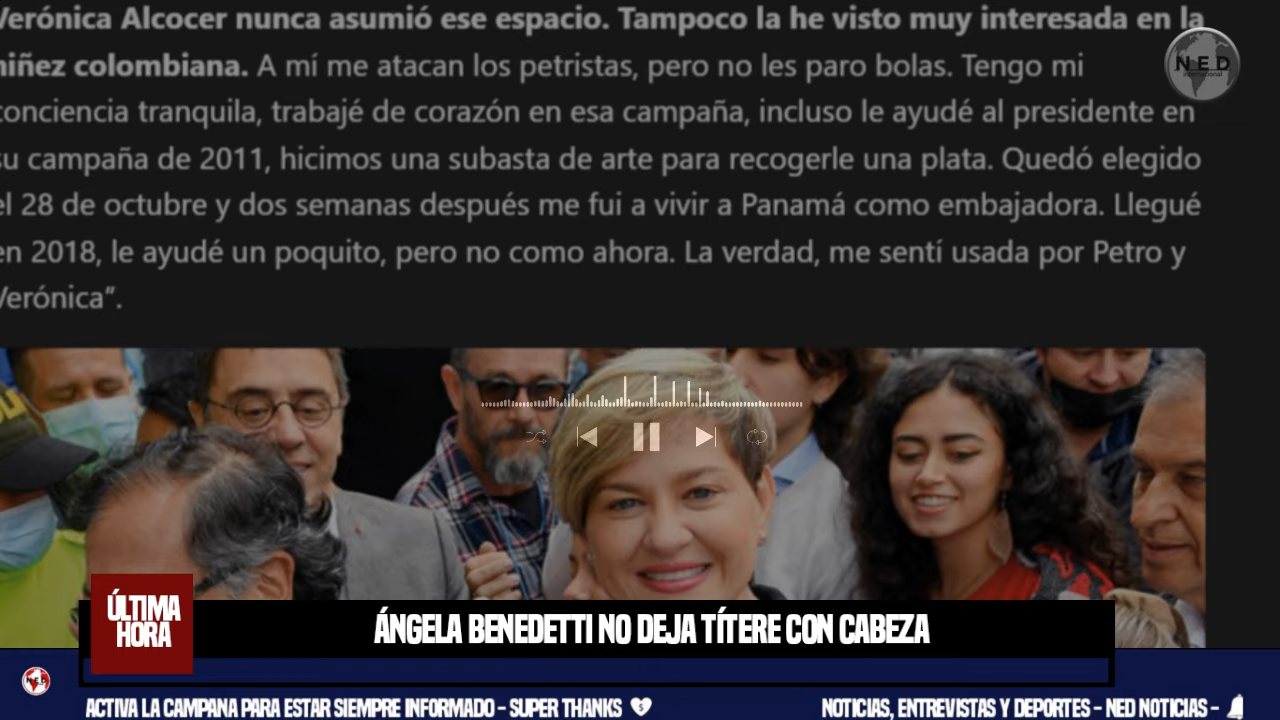 Verónica Alcocer nunca asumió ese espacio. Tampoco la he visto muy interesada en la
niñez colombiana. A mí me atacan los petristas, pero no les paro bolas. Tengo mi
conciencia tranquila, trabajé de corazón en esa campaña, incluso le ayudé al presidente en
su campaña de 2011, hicimos una subasta de arte para recogerle una plata. Quedó elegido
el 28 de octubre y dos semanas después me fui a vivir a Panamá como embajadora. Llegué
en 2018, le ayudé un poquito, pero no como ahora. La verdad, me sentí usada por Petro y
Verónica”.
NED
internacional
ÚLTIMA
HORA
ÁNGELA BENEDETTI NO DEJA TÍTERE CON CABEZA
NED
ACTIVA LA CAMPANA PARA ESTAR SIEMPRE INFORMADO - SUPER THANKS
NOTICIAS, ENTREVISTAS Y DEPORTES - NED NOTICIAS -